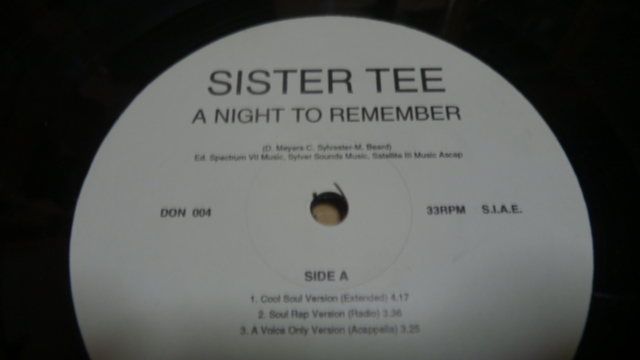 SISTER TEE
A NIGHT TO REMEMBER
(D. Meyers-C. Sylvester-M. Beard)
Ed. Spectrum VII Music, Sylver Sounds Music, Satellite III Music Ascap
DON 004
33RPM S.I.A.E.
SIDE A
1. Cool Soul Version (Extended) 4.17
2. Soul Rap Version (Radio) 3.36
3. A Voice Only Version (Acappella) 3.25